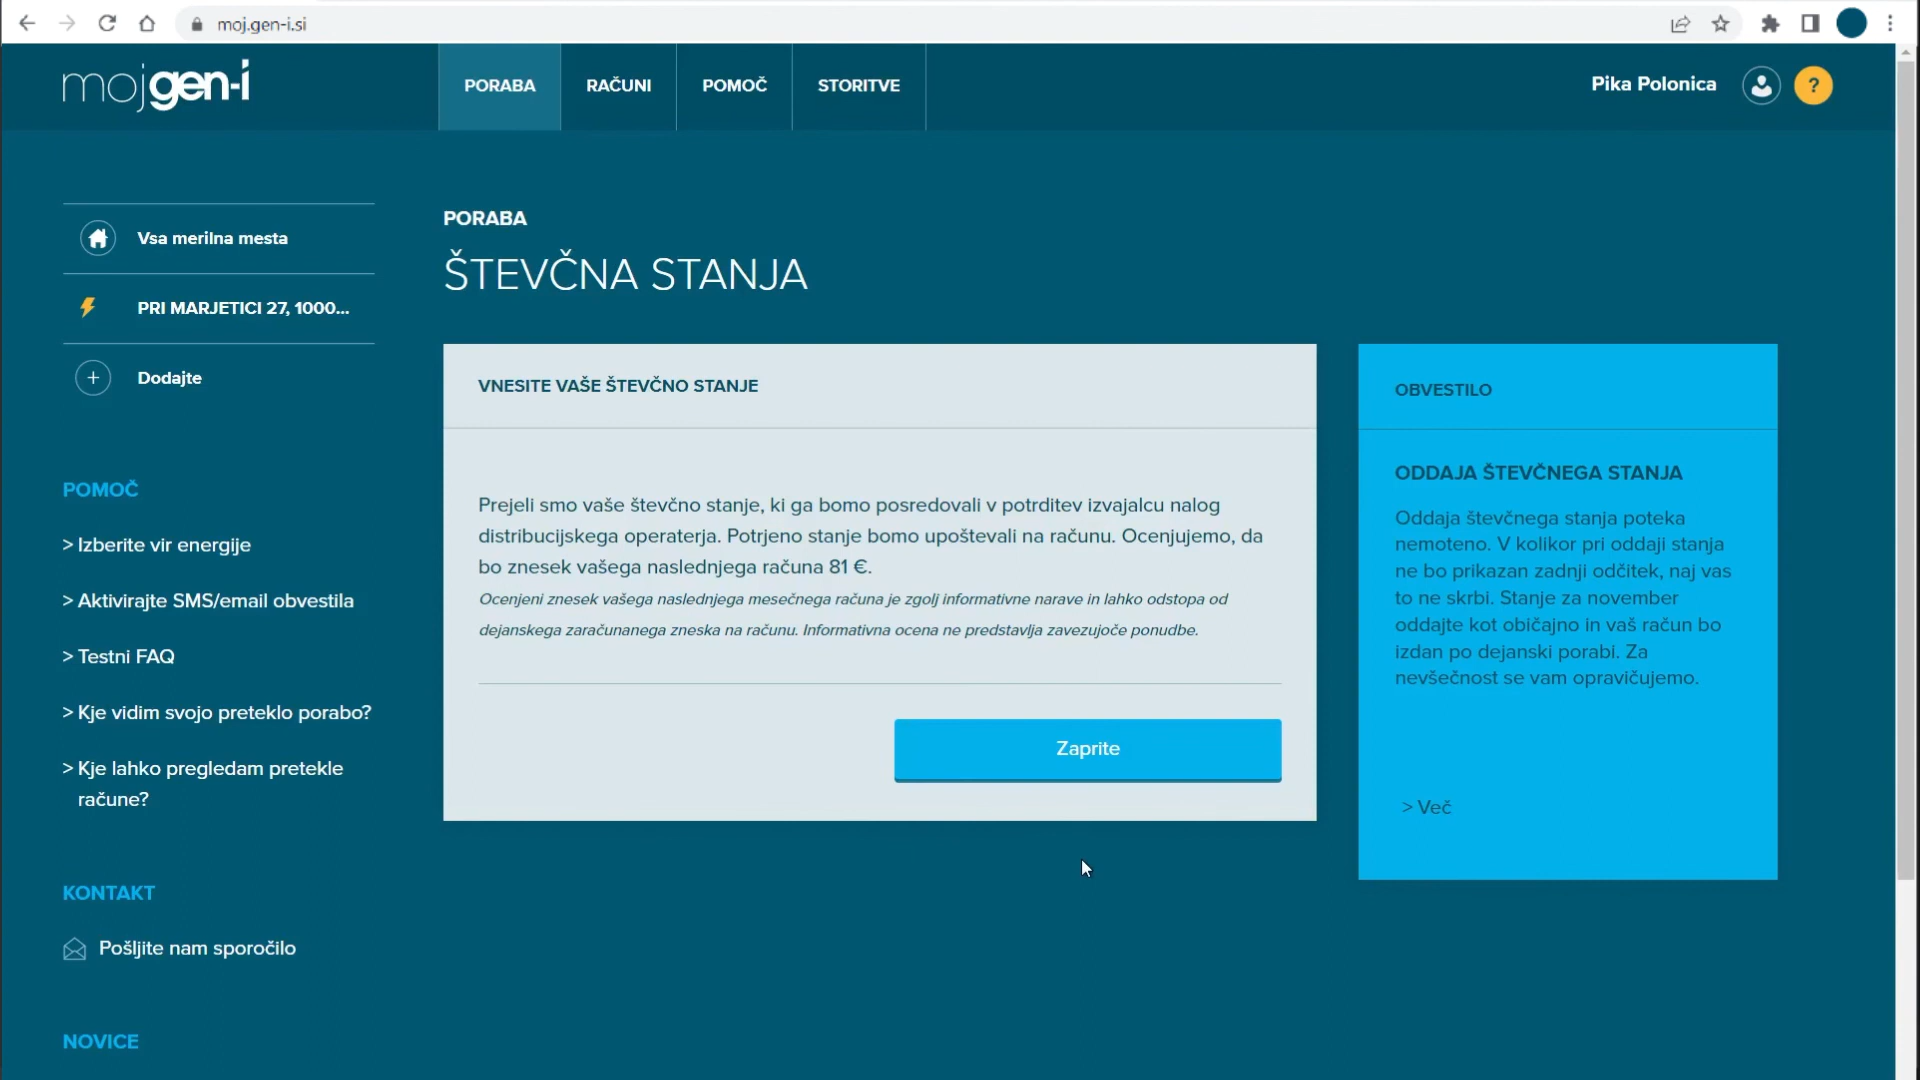 moj.gen-i.si
mojgen-i
PORABA
RAČUNI
POMOČ
STORITVE
Pika Polonica
?
Vsa merilna mesta
PRI MARJETICI 27, 1000...
Dodajte
POMOČ
> Izberite vir energije
> Aktivirajte SMS/email obvestila
> Testni FAQ
> Kje vidim svojo preteklo porabo?
> Kje lahko pregledam pretekle
račune?
KONTAKT
Pošljite nam sporočilo
NOVICE
PORABA
ŠTEVČNA STANJA
VNESITE VAŠE ŠTEVČNO STANJE
Prejeli smo vaše števčno stanje, ki ga bomo posredovali v potrditev izvajalcu nalog
distribucijskega operaterja. Potrjeno stanje bomo upoštevali na računu. Ocenjujemo, da
bo znesek vašega naslednjega računa 81 €.
Ocenjeni znesek vašega naslednjega mesečnega računa je zgolj informativne narave in lahko odstopa od
dejanskega zaračunanega zneska na računu. Informativna ocena ne predstavlja zavezujoče ponudbe.
Zaprite
OBVESTILO
ODDAJA ŠTEVČNEGA STANJA
Oddaja števčnega stanja poteka
nemoteno. V kolikor pri oddaji stanja
ne bo prikazan zadnji odčitek, naj vas
to ne skrbi. Stanje za november
oddajte kot običajno in vaš račun bo
izdan po dejanski porabi. Za
nevšečnost se vam opravičujemo.
> Več